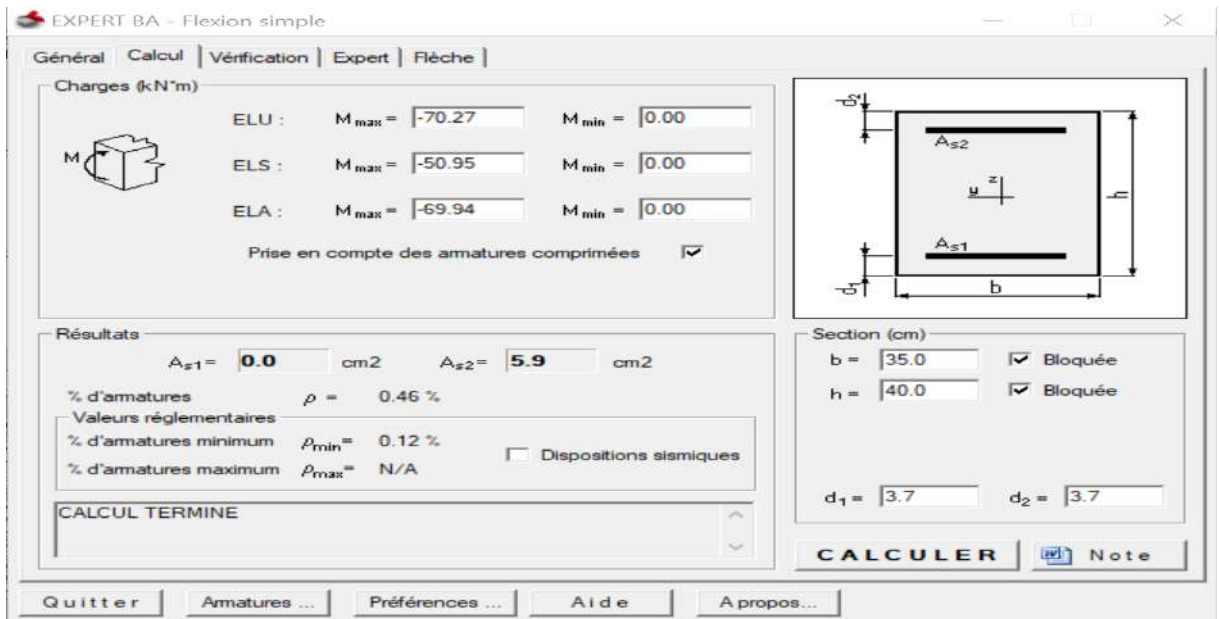 EXPERT BA - Flexion simple
Général Calcul Vérification Expert Flèche
Charges (kN*m)
M
ELU : M max = -70.27 M min = 0.00
ELS : M max = -50.95 M min = 0.00
ELA : M max = -69.94 M min = 0.00
Prise en compte des armatures comprimées
d2
As2
z
y
h
As1
d1
b
Résultats
As1= 0.0 cm2 As2= 5.9 cm2
% d'armatures ρ = 0.46 %
Valeurs réglementaires
% d'armatures minimum ρmin= 0.12 %
% d'armatures maximum ρmax= N/A
Dispositions sismiques
CALCUL TERMINE
Section (cm)
b = 35.0 Bloquée
h = 40.0 Bloquée
d1 = 3.7 d2 = 3.7
CALCULER Note
Quitter Armatures ... Préférences ... Aide A propos...